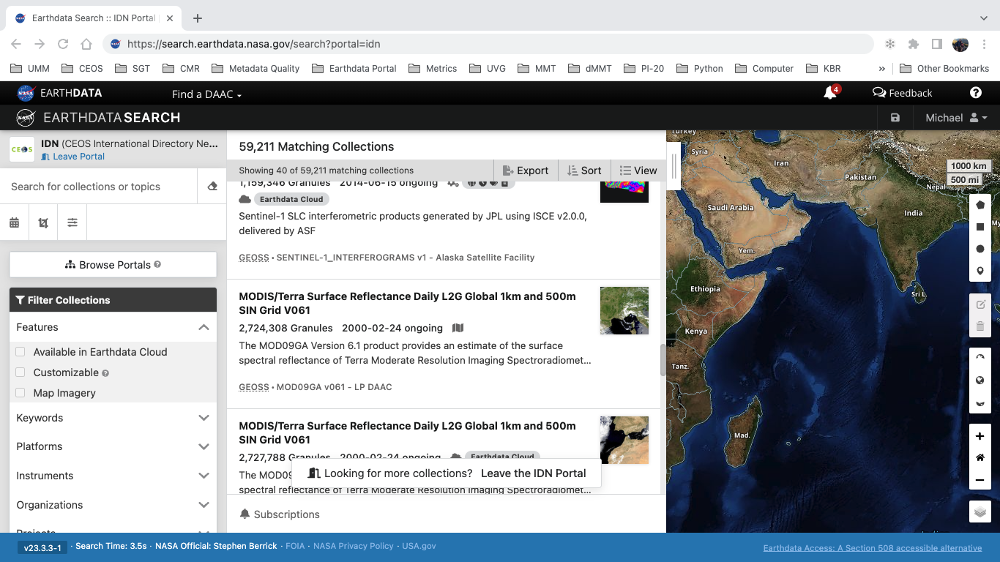 Earthdata Search :: IDN Portal
https://search.earthdata.nasa.gov/search?portal=idn
UMM CEOS SGT CMR Metadata Quality Earthdata Portal Metrics UVG MMT dMMT PI-20 Python Computer KBR » Other Bookmarks
EARTHDATA Find a DAAC 4 Feedback ?
EARTHDATA SEARCH Michael
CEOS
IDN (CEOS International Directory Ne...
Leave Portal
Search for collections or topics
Browse Portals ?
Filter Collections
Features
Available in Earthdata Cloud
Customizable ?
Map Imagery
Keywords
Platforms
Instruments
Organizations
Projects
59,211 Matching Collections
Showing 40 of 59,211 matching collections Export Sort View
1,159,346 Granules 2014-06-15 ongoing
Earthdata Cloud
Sentinel-1 SLC interferometric products generated by JPL using ISCE v2.0.0,
delivered by ASF
GEOSS • SENTINEL-1_INTERFEROGRAMS v1 - Alaska Satellite Facility
MODIS/Terra Surface Reflectance Daily L2G Global 1km and 500m
SIN Grid V061
2,724,308 Granules 2000-02-24 ongoing
The MOD09GA Version 6.1 product provides an estimate of the surface
spectral reflectance of Terra Moderate Resolution Imaging Spectroradiomet...
GEOSS • MOD09GA v061 - LP DAAC
MODIS/Terra Surface Reflectance Daily L2G Global 1km and 500m
SIN Grid V061
2,727,788 Granules 2000-02-24 ongoing Earthdata Cloud
The MOD09
spectral reflectance of Terra Moderate Resolution Imaging Spectroradiomet...
Looking for more collections? Leave the IDN Portal
Subscriptions
Turkey
Syria
Iran
Pakistan
Nepal
Saudi Arabia
India
My
Yem.
Ethiopia
Sri L.
Kenya
Tanz.
Mad.
1000 km
500 mi
v23.3.3-1 · Search Time: 3.5s · NASA Official: Stephen Berrick · FOIA · NASA Privacy Policy · USA.gov
Earthdata Access: A Section 508 accessible alternative